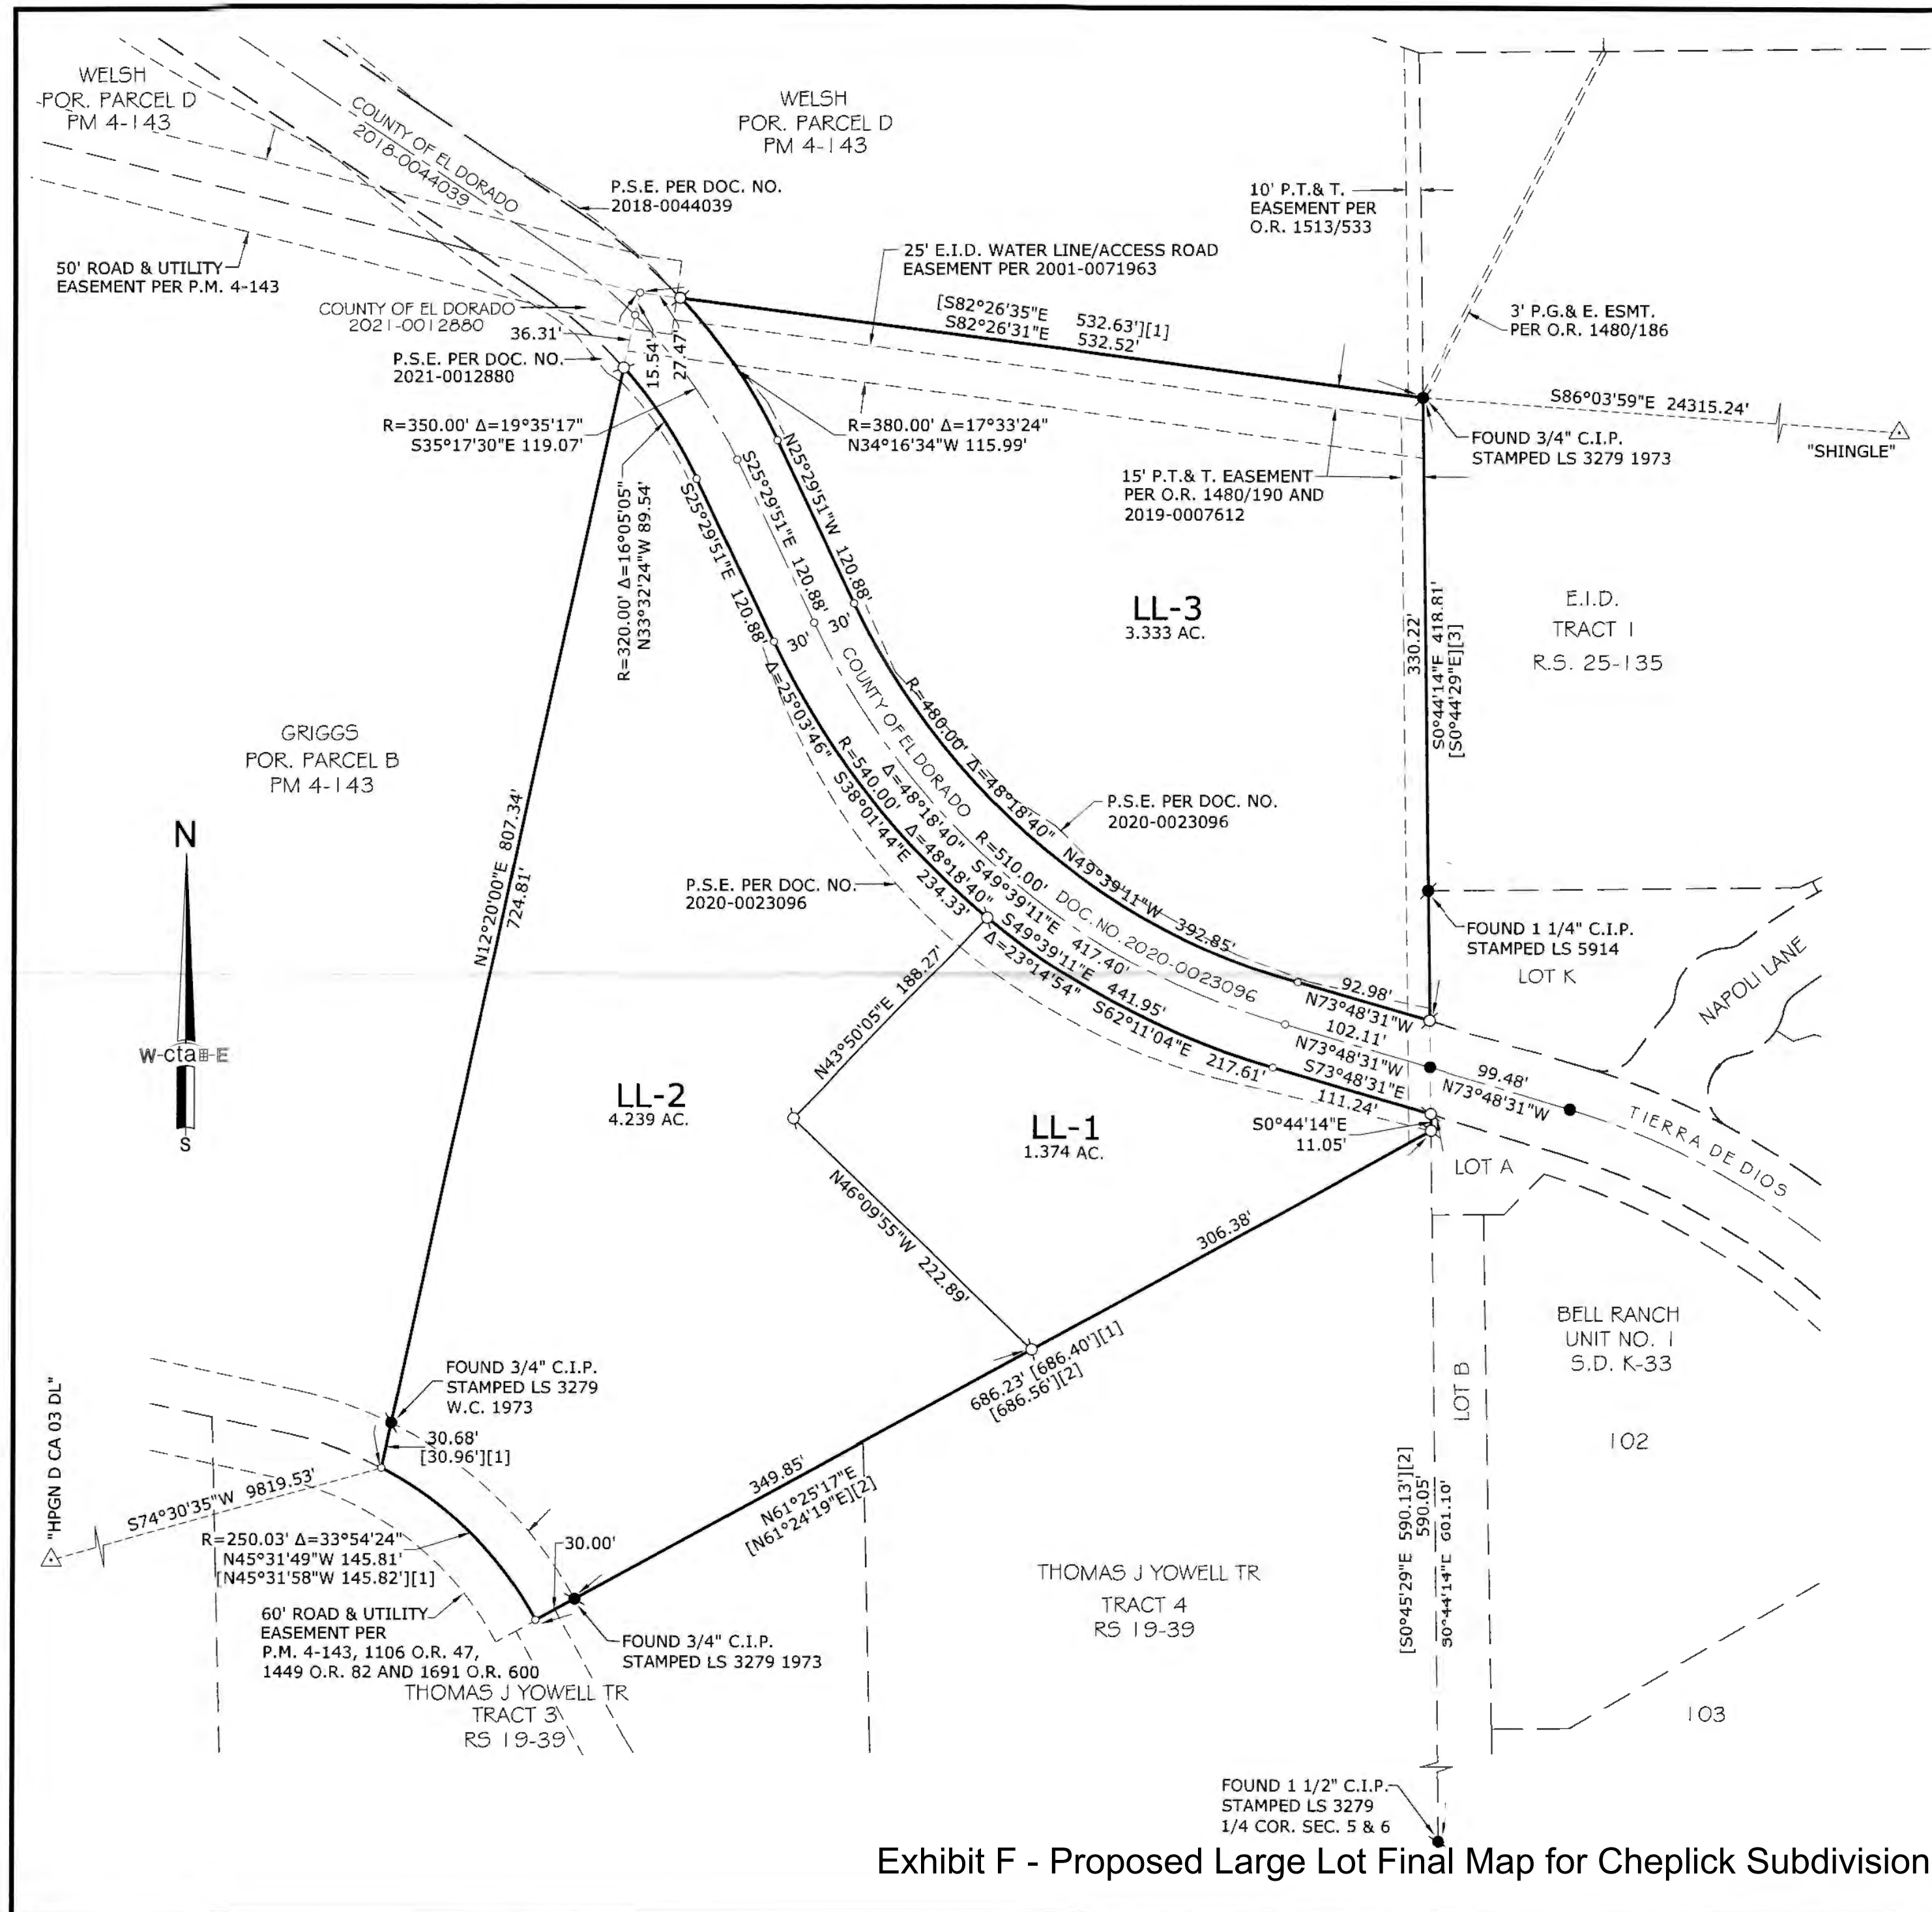 WELSH
POR. PARCEL D
PM 4-143
COUNTY OF EL DORADO
2018-0044039
WELSH
POR. PARCEL D
PM 4-143
P.S.E. PER DOC. NO.
2018-0044039
10' P.T.& T.
EASEMENT PER
O.R. 1513/533
50' ROAD & UTILITY
EASEMENT PER P.M. 4-143
25' E.I.D. WATER LINE/ACCESS ROAD
EASEMENT PER 2001-0071963
COUNTY OF EL DORADO
2021-0012880
36.31'
15.54'
27.47'
[S82°26'35"E 532.63'][1]
S82°26'31"E 532.52'
3' P.G.& E. ESMT.
PER O.R. 1480/186
P.S.E. PER DOC. NO.
2021-0012880
S86°03'59"E 24315.24'
"SHINGLE"
R=350.00' Δ=19°35'17"
S35°17'30"E 119.07'
R=380.00' Δ=17°33'24"
N34°16'34"W 115.99'
FOUND 3/4" C.I.P.
STAMPED LS 3279 1973
15' P.T.& T. EASEMENT
PER O.R. 1480/190 AND
2019-0007612
R=320.00' Δ=16°05'05"
N33°32'24"W 89.54'
S25°29'51"E 120.88'
S25°29'51"E 120.88'
N25°29'51"W 120.88'
30'
30'
LL-3
3.333 AC.
330.22'
S0°44'14"E 418.81'
[S0°44'29"E][3]
E.I.D.
TRACT 1
R.S. 25-135
GRIGGS
POR. PARCEL B
PM 4-143
COUNTY OF EL DORADO DOC. NO. 2020-0023096
R=480.00' Δ=48°18'40" N49°39'11"W 392.85'
R=510.00'
Δ=48°18'40" S49°39'11"E 417.40'
R=540.00' Δ=48°18'40" S49°39'11"E 441.95'
Δ=25°03'46" S38°01'44"E 234.33'
Δ=23°14'54" S62°11'04"E 217.61'
P.S.E. PER DOC. NO.
2020-0023096
P.S.E. PER DOC. NO.
2020-0023096
N
W-cta-E
S
N12°20'00"E 807.34'
724.81'
FOUND 1 1/4" C.I.P.
STAMPED LS 5914
LOT K
NAPOLI LANE
92.98'
N73°48'31"W
102.11'
N73°48'31"W
S73°48'31"E
111.24'
99.48'
N73°48'31"W
TIERRA DE DIOS
S0°44'14"E
11.05'
LOT A
N43°50'05"E 188.27'
LL-2
4.239 AC.
LL-1
1.374 AC.
N46°09'55"W 222.89'
306.38'
686.23' [686.40'][1]
[686.56'][2]
349.85'
N61°25'17"E
[N61°24'19"E][2]
BELL RANCH
UNIT NO. 1
S.D. K-33
LOT B
102
103
[S0°45'29"E 590.13'][2]
590.05'
S0°44'14"E 601.10'
FOUND 3/4" C.I.P.
STAMPED LS 3279
W.C. 1973
30.68'
[30.96'][1]
"HPGN D CA 03 DL"
S74°30'35"W 9819.53'
R=250.03' Δ=33°54'24"
N45°31'49"W 145.81'
[N45°31'58"W 145.82'][1]
30.00'
60' ROAD & UTILITY
EASEMENT PER
P.M. 4-143, 1106 O.R. 47,
1449 O.R. 82 AND 1691 O.R. 600
FOUND 3/4" C.I.P.
STAMPED LS 3279 1973
THOMAS J YOWELL TR
TRACT 3
RS 19-39
THOMAS J YOWELL TR
TRACT 4
RS 19-39
FOUND 1 1/2" C.I.P.
STAMPED LS 3279
1/4 COR. SEC. 5 & 6
Exhibit F - Proposed Large Lot Final Map for Cheplick Subdivision